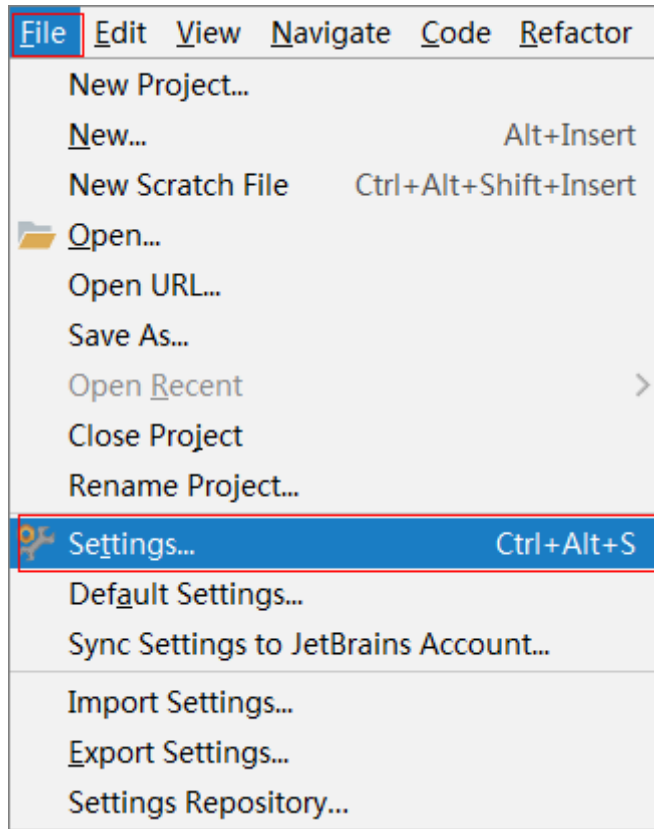 File Edit View Navigate Code Refactor
New Project...
New... Alt+Insert
New Scratch File Ctrl+Alt+Shift+Insert
Open...
Open URL...
Save As...
Open Recent
Close Project
Rename Project...
Settings... Ctrl+Alt+S
Default Settings...
Sync Settings to JetBrains Account...
Import Settings...
Export Settings...
Settings Repository...